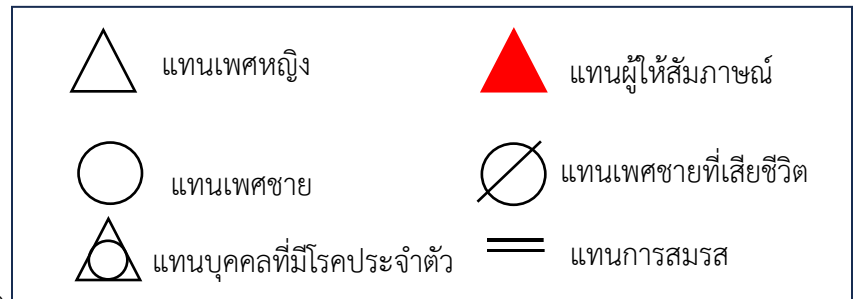 แทนเพศหญิง
แทนผู้ให้สัมภาษณ์
แทนเพศชาย
แทนเพศชายที่เสียชีวิต
แทนบุคคลที่มีโรคประจำตัว
แทนการสมรส